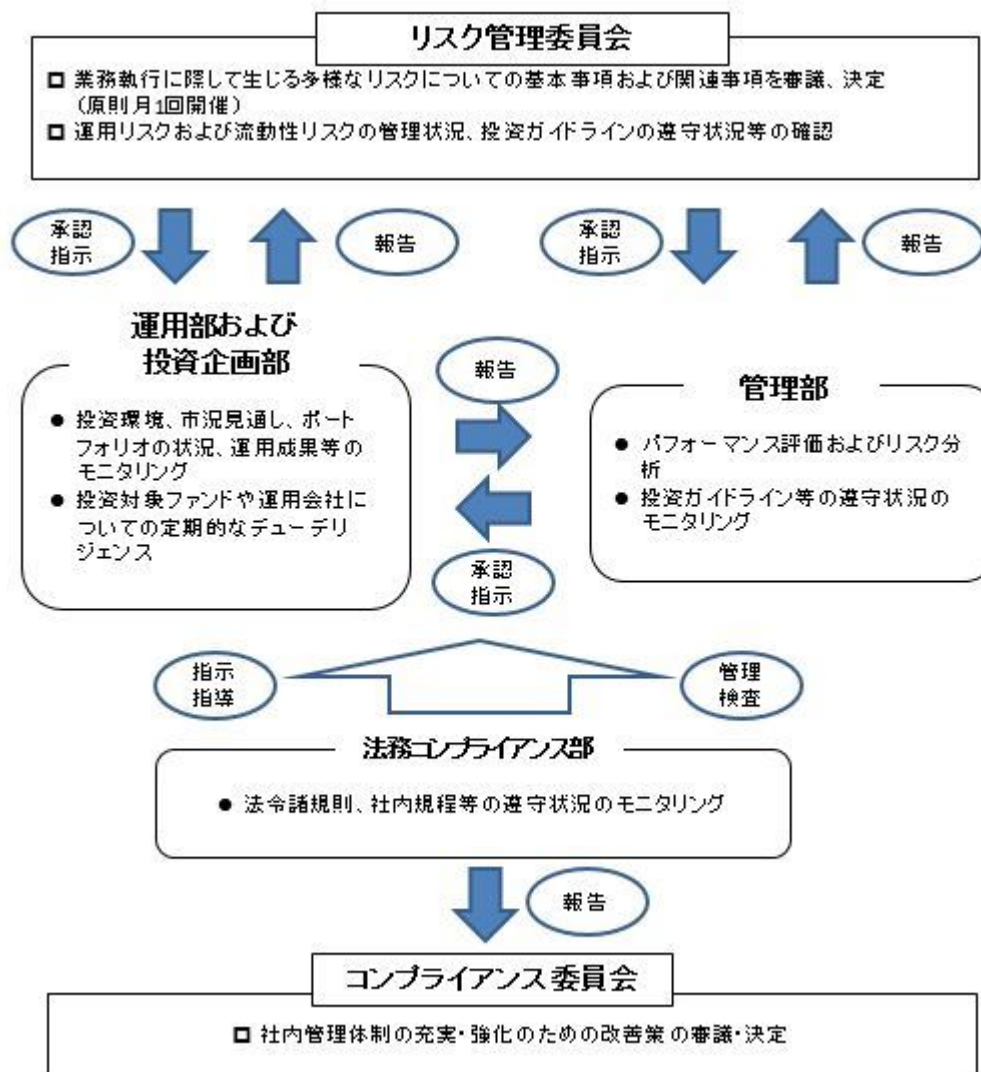 リスク管理委員会
□ 業務執行に際して生じる多様なリスクについての基本事項および関連事項を審議、決定
(原則月1回開催)
□ 運用リスクおよび流動性リスクの管理状況、投資ガイドラインの遵守状況等の確認
承認
指示
報告
承認
指示
報告
運用部および
投資企画部
● 投資環境、市況見通し、ポート
フォリオの状況、運用成果等の
モニタリング
● 投資対象ファンドや運用会社に
ついての定期的なデューデリ
ジェンス
報告
承認
指示
管理部
● パフォーマンス評価およびリスク分
析
● 投資ガイドライン等の遵守状況の
モニタリング
指示
指導
管理
検査
法務コンプライアンス部
● 法令諸規則、社内規程等の遵守状況のモニタリング
報告
コンプライアンス委員会
□ 社内管理体制の充実・強化のための改善策の審議・決定